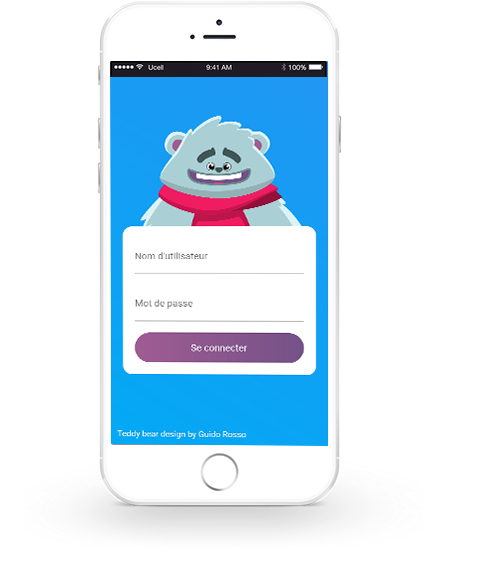 Ucell 9:41 AM 100%
Nom d'utilisateur
Mot de passe
Se connecter
Teddy bear design by Guido Rosso